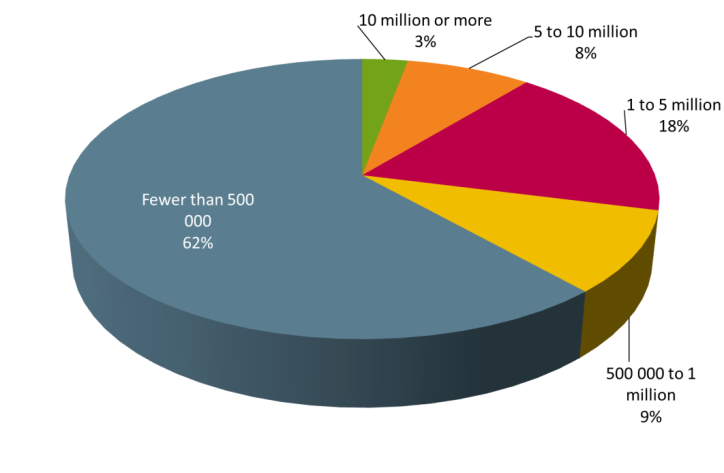 10 million or more
3%
5 to 10 million
8%
1 to 5 million
18%
Fewer than 500
000
62%
500 000 to 1
million
9%